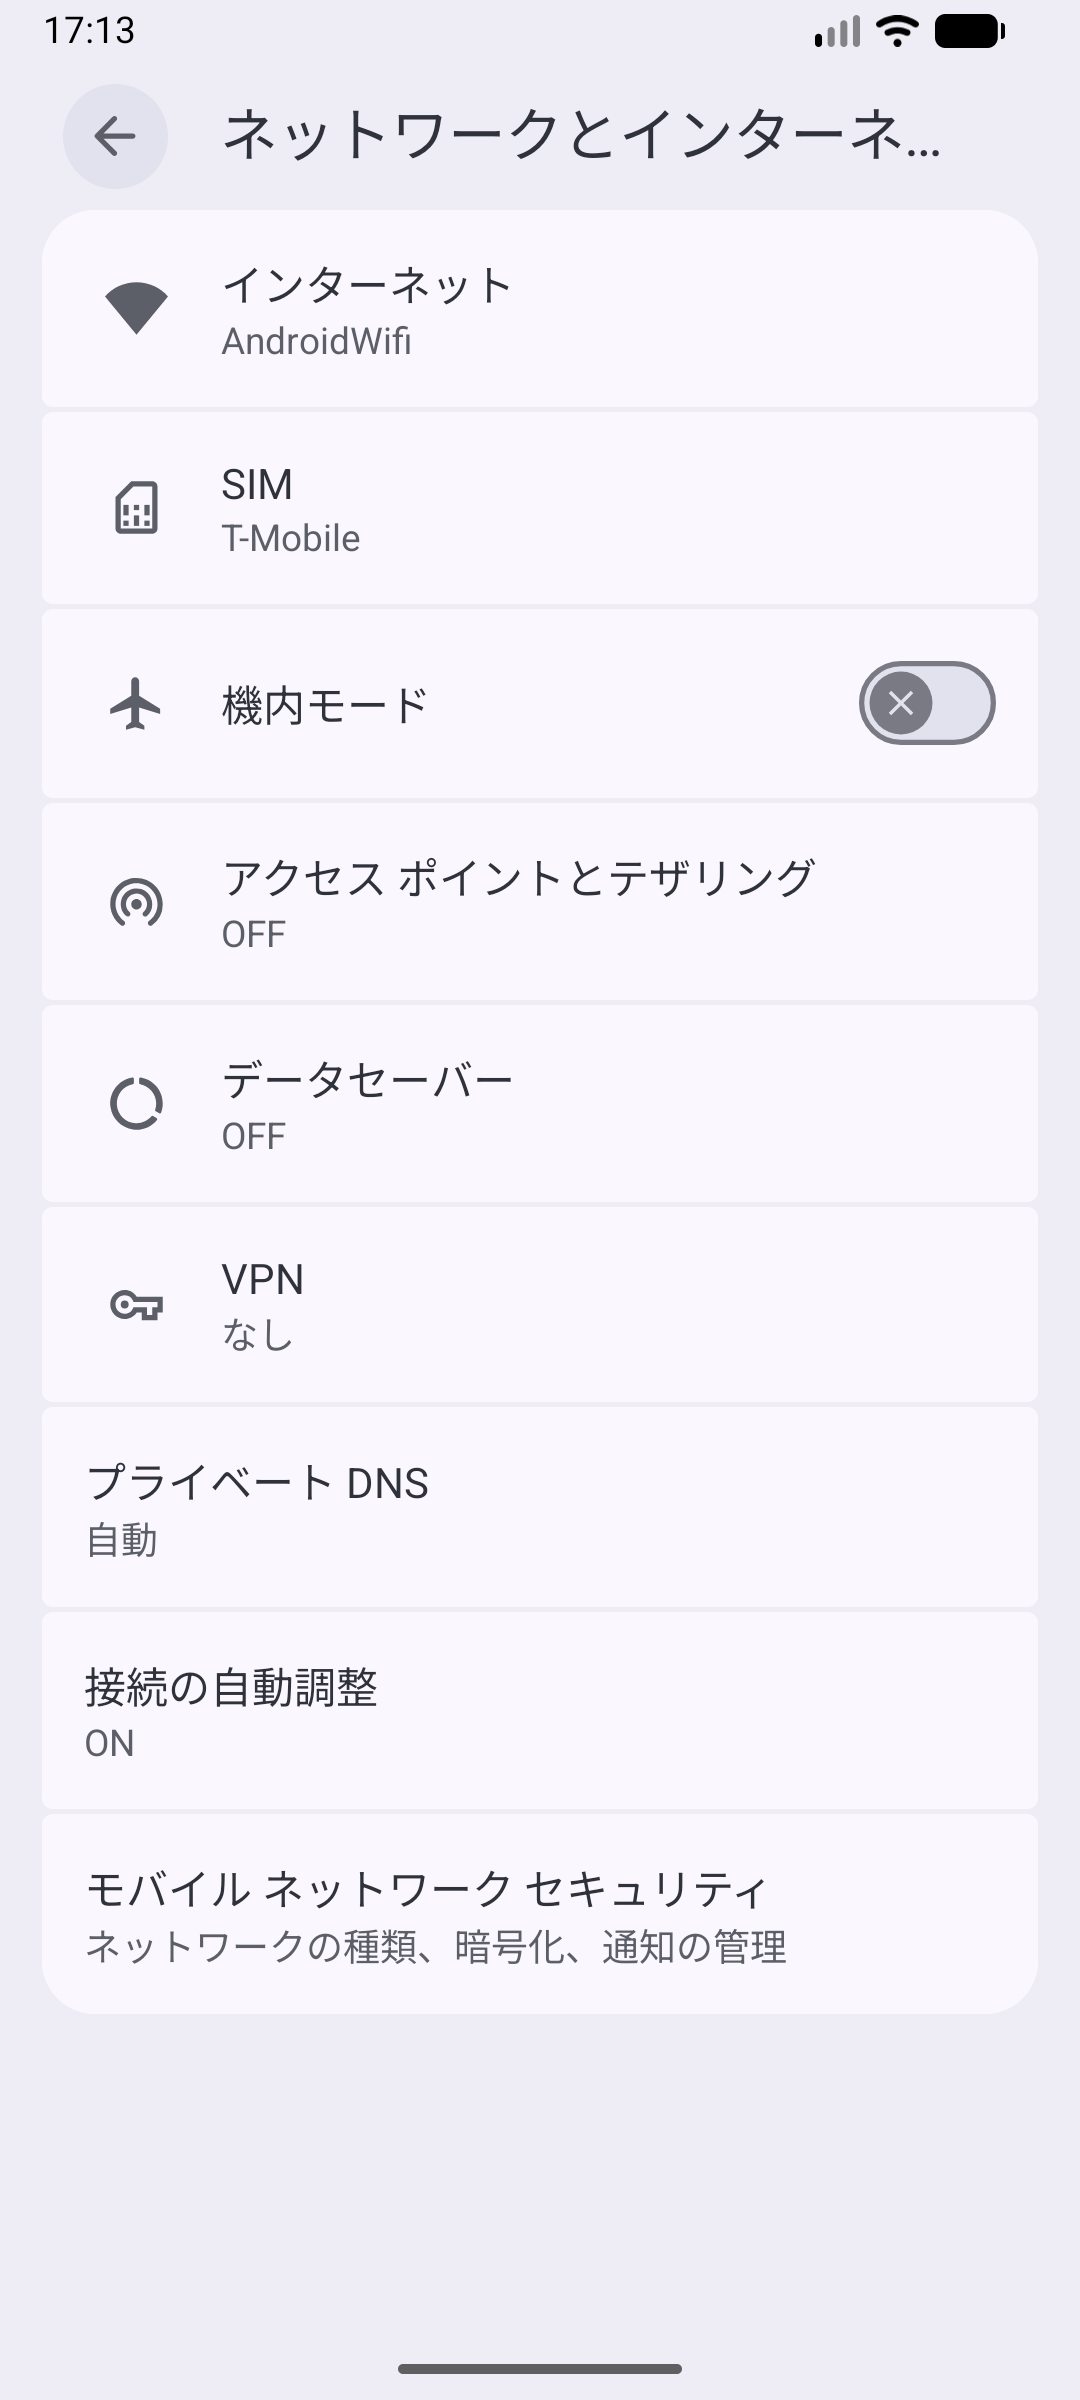 17:13
ネットワークとインターネ...
インターネット
AndroidWifi
SIM
T-Mobile
機内モード
アクセス ポイントとテザリング
OFF
データセーバー
OFF
VPN
なし
プライベート DNS
自動
接続の自動調整
ON
モバイル ネットワーク セキュリティ
ネットワークの種類、暗号化、通知の管理